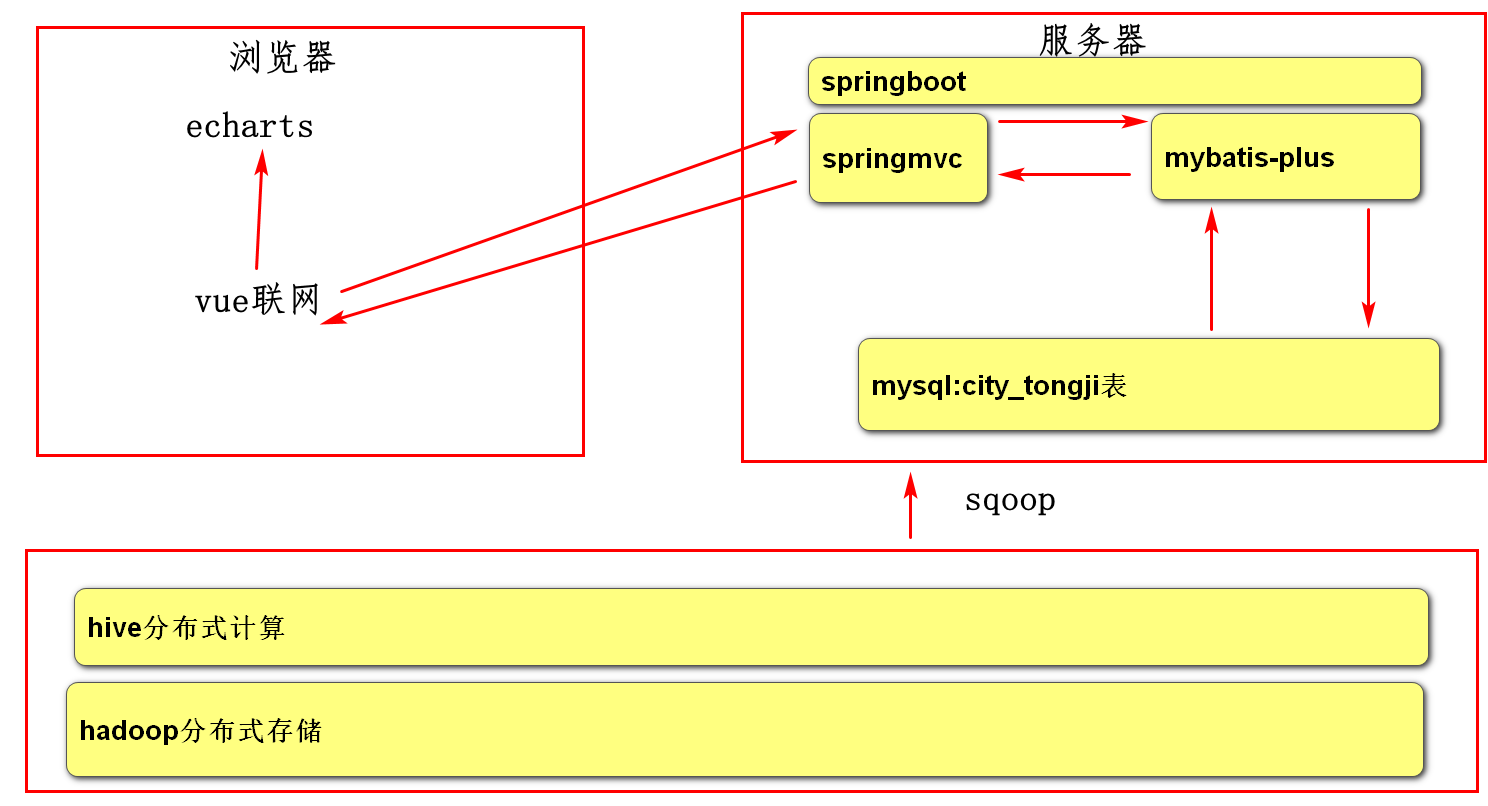 浏览器
echarts
vue联网
服务器
springboot
springmvc
mybatis-plus
mysql:city_tongji表
sqoop
hive分布式计算
hadoop分布式存储